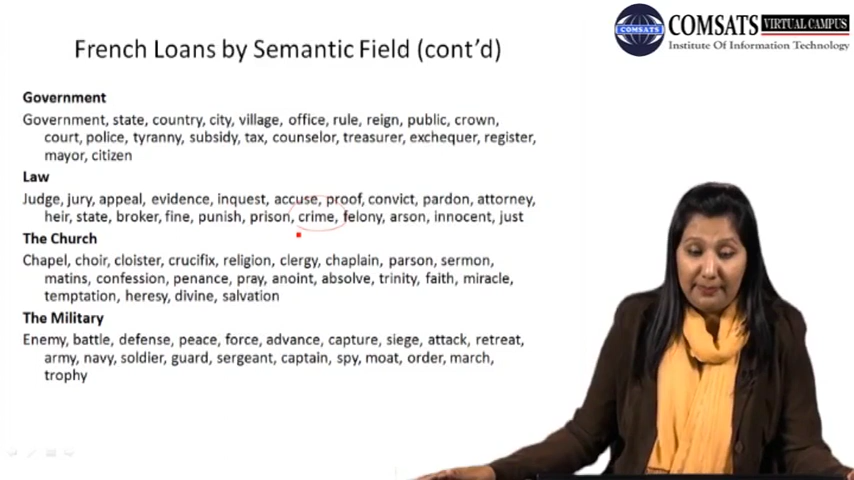 COMSATS VIRTUAL CAMPUS
Institute Of Information Technology
French Loans by Semantic Field (cont'd)
Government
Government, state, country, city, village, office, rule, reign, public, crown,
court, police, tyranny, subsidy, tax, counselor, treasurer, exchequer, register,
mayor, citizen
Law
Judge, jury, appeal, evidence, inquest, accuse, proof, convict, pardon, attorney,
heir, state, broker, fine, punish, prison, crime, felony, arson, innocent, just
The Church
Chapel, choir, cloister, crucifix, religion, clergy, chaplain, parson, sermon,
matins, confession, penance, pray, anoint, absolve, trinity, faith, miracle,
temptation, heresy, divine, salvation
The Military
Enemy, battle, defense, peace, force, advance, capture, siege, attack, retreat,
army, navy, soldier, guard, sergeant, captain, spy, moat, order, march,
trophy